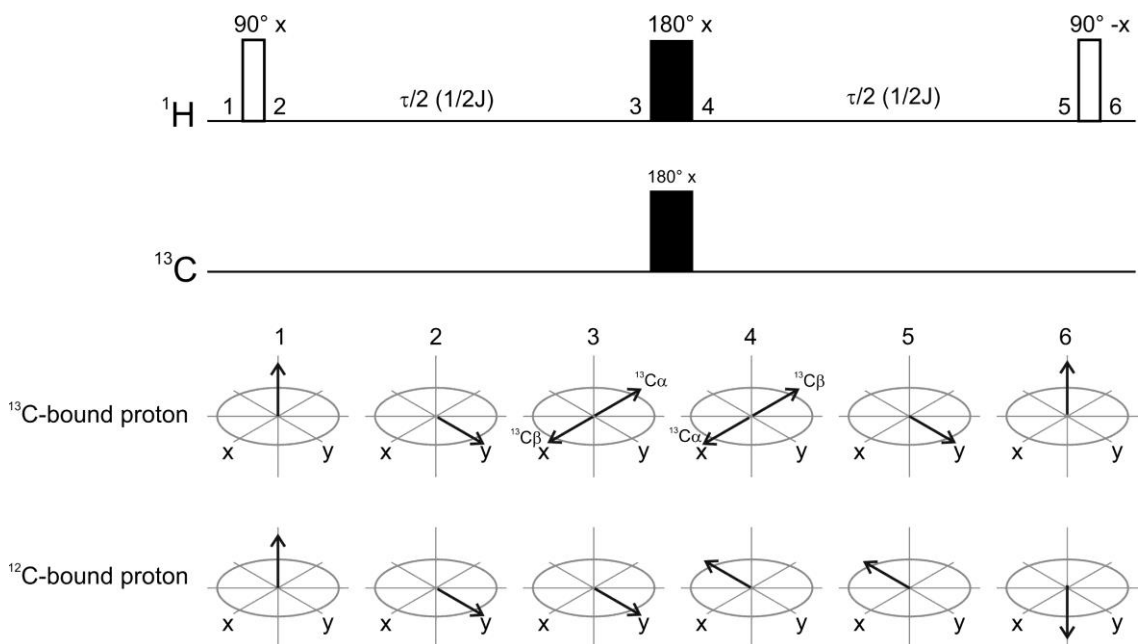 90° x 180° x 90° -x
¹H 1 2 τ/2 (1/2J) 3 4 τ/2 (1/2J) 5 6
180° x
¹³C
1 2 3 4 5 6
¹³C-bound proton ¹³Cα ¹³Cβ ¹³Cβ ¹³Cα
x y x y x y x y x y x y
¹²C-bound proton
x y x y x y x y x y x y